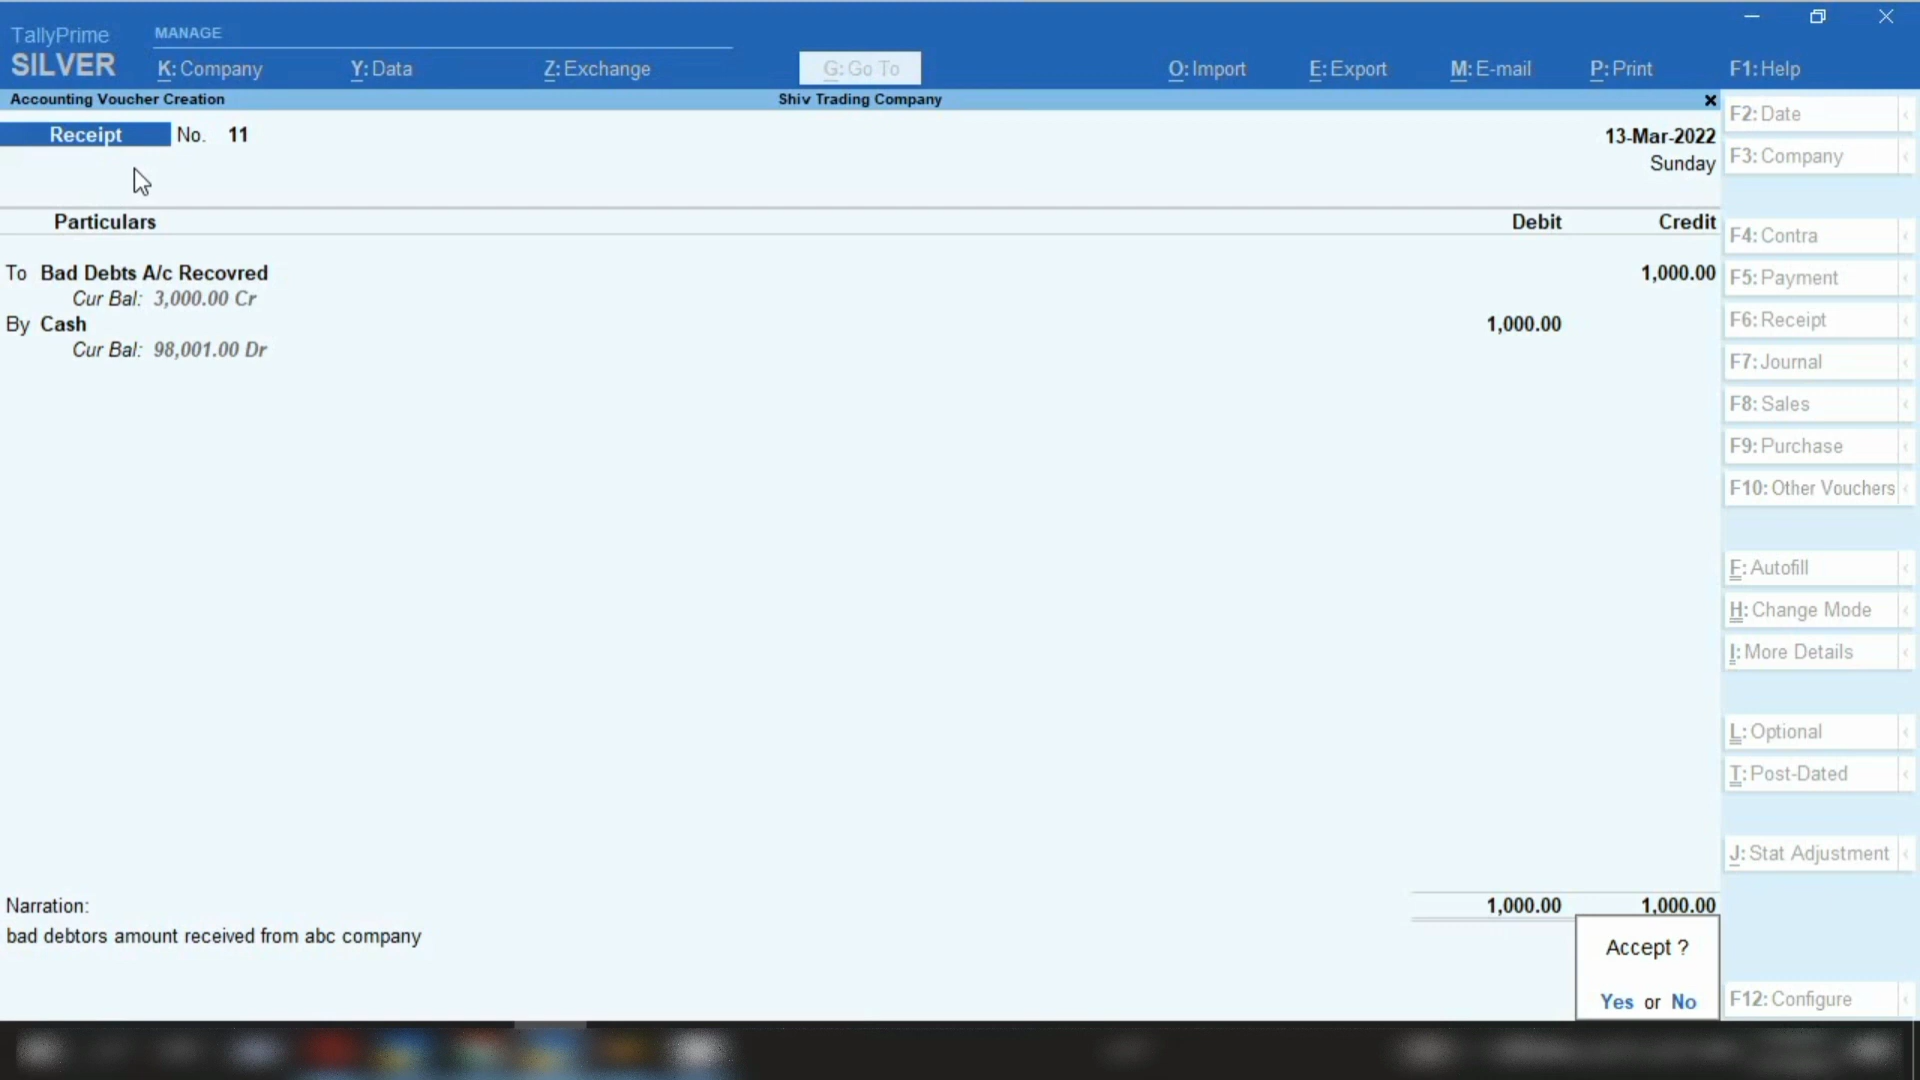 TallyPrime
SILVER
MANAGE
K: Company
Y: Data
Z: Exchange
G: Go To
O: Import
E: Export
M: E-mail
P: Print
F1: Help
Accounting Voucher Creation
Shiv Trading Company
Receipt No. 11
13-Mar-2022
Sunday
Particulars Debit Credit
To Bad Debts A/c Recovred 1,000.00
Cur Bal: 3,000.00 Cr
By Cash 1,000.00
Cur Bal: 98,001.00 Dr
Narration: 1,000.00 1,000.00
bad debtors amount received from abc company
Accept ?
Yes or No
F2: Date
F3: Company
F4: Contra
F5: Payment
F6: Receipt
F7: Journal
F8: Sales
F9: Purchase
F10: Other Vouchers
F: Autofill
H: Change Mode
I: More Details
L: Optional
T: Post-Dated
J: Stat Adjustment
F12: Configure